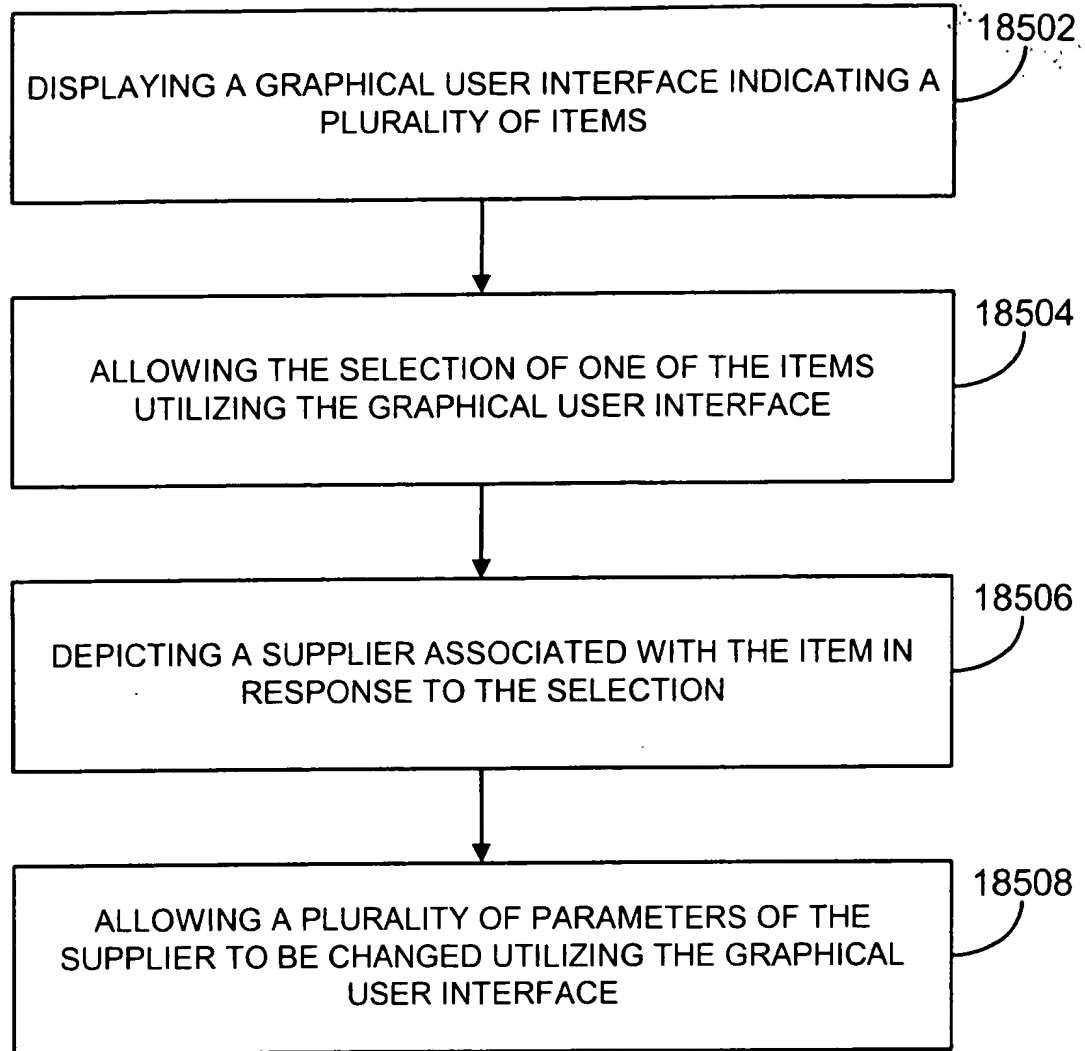 18502
DISPLAYING A GRAPHICAL USER INTERFACE INDICATING A
PLURALITY OF ITEMS
18504
ALLOWING THE SELECTION OF ONE OF THE ITEMS
UTILIZING THE GRAPHICAL USER INTERFACE
18506
DEPICTING A SUPPLIER ASSOCIATED WITH THE ITEM IN
RESPONSE TO THE SELECTION
18508
ALLOWING A PLURALITY OF PARAMETERS OF THE
SUPPLIER TO BE CHANGED UTILIZING THE GRAPHICAL
USER INTERFACE